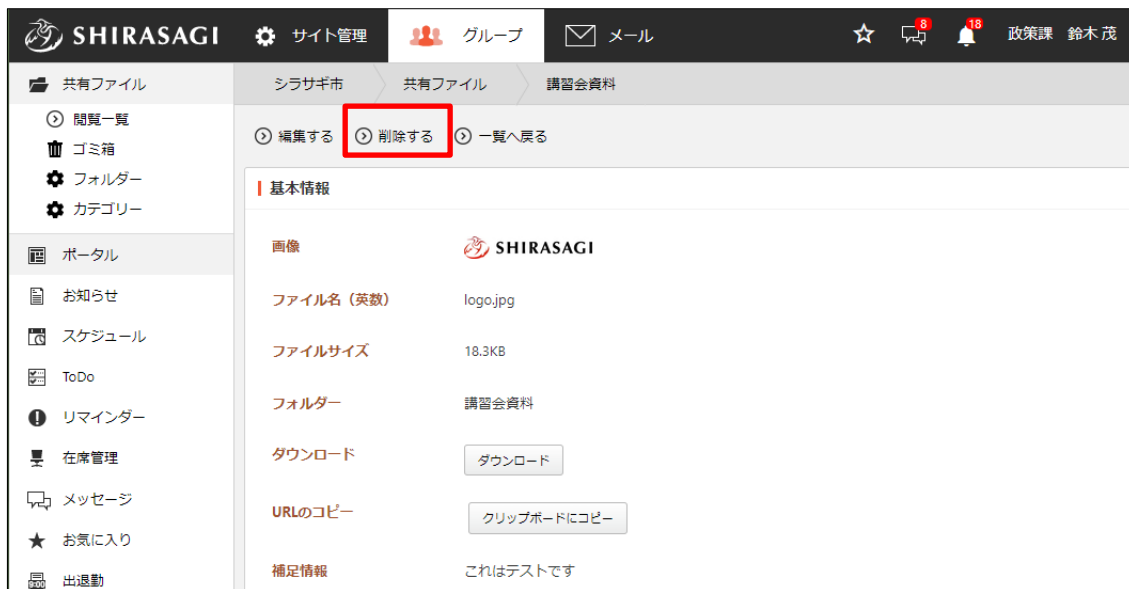 SHIRASAGI サイト管理 グループ メール 8 18 政策課 鈴木 茂
共有ファイル
閲覧一覧
ゴミ箱
フォルダー
カテゴリー
ポータル
お知らせ
スケジュール
ToDo
リマインダー
在席管理
メッセージ
お気に入り
出退勤
シラサギ市 共有ファイル 講習会資料
編集する 削除する 一覧へ戻る
基本情報
画像 SHIRASAGI
ファイル名（英数） logo.jpg
ファイルサイズ 18.3KB
フォルダー 講習会資料
ダウンロード ダウンロード
URLのコピー クリップボードにコピー
補足情報 これはテストです